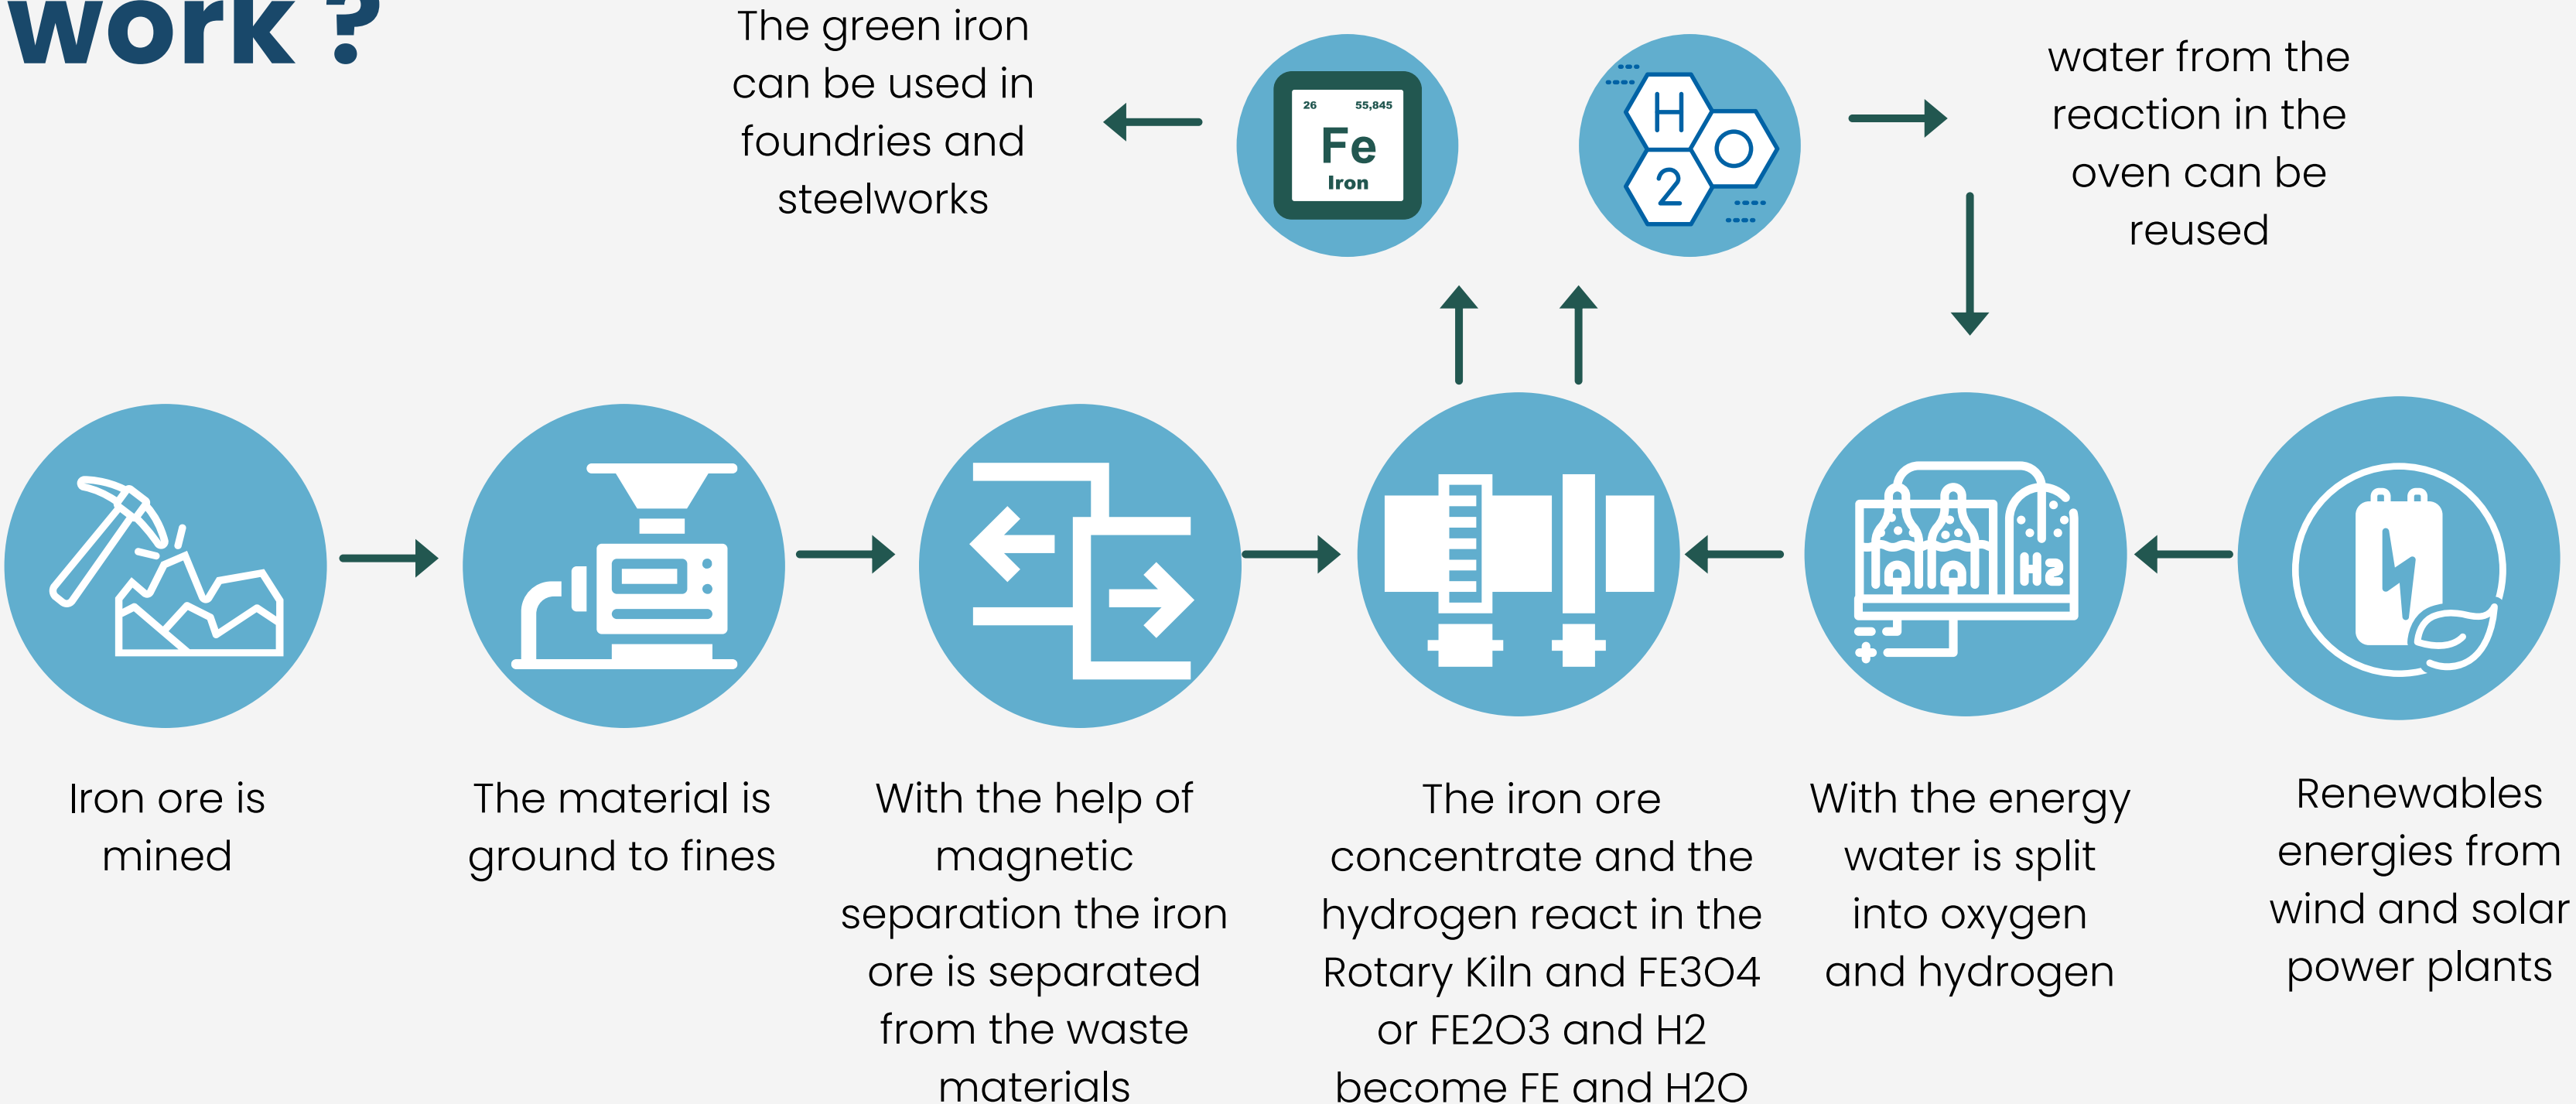 work ?
The green iron
can be used in
foundries and
steelworks
26 55,845
Fe
Iron
H
O
2
water from the
reaction in the
oven can be
reused
H2
Iron ore is
mined
The material is
ground to fines
With the help of
magnetic
separation the iron
ore is separated
from the waste
materials
The iron ore
concentrate and the
hydrogen react in the
Rotary Kiln and FE3O4
or FE2O3 and H2
become FE and H2O
With the energy
water is split
into oxygen
and hydrogen
Renewables
energies from
wind and solar
power plants